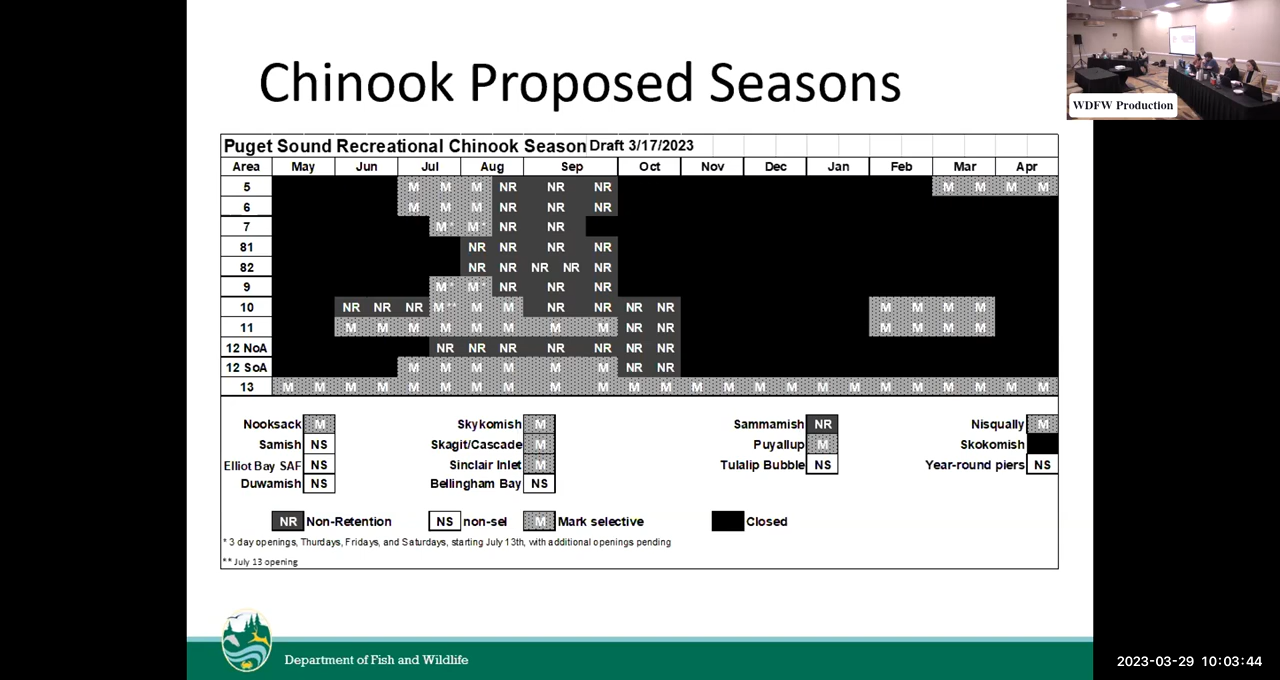 Chinook Proposed Seasons
WDFW Production
Puget Sound Recreational Chinook Season Draft 3/17/2023
Area May Jun Jul Aug Sep Oct Nov Dec Jan Feb Mar Apr
5 M M M NR NR NR M M M M
6 M M M NR NR NR
7 M* M* NR NR
81 NR NR NR NR
82 NR NR NR NR NR
9 M* M* NR NR NR
10 NR NR NR M** M M NR NR NR NR M M M M
11 M M M M M M M M NR NR M M M M
12 NoA NR NR NR NR NR NR NR
12 SoA M M M M M M NR NR
13 M M M M M M M M M M M M M M M M M M M M M M M M
Nooksack M Skykomish M Sammamish NR Nisqually M
Samish NS Skagit/Cascade M Puyallup M Skokomish
Elliot Bay SAF NS Sinclair Inlet M Tulalip Bubble NS Year-round piers NS
Duwamish NS Bellingham Bay NS
NR Non-Retention NS non-sel M Mark selective Closed
* 3 day openings, Thurdays, Fridays, and Saturdays, starting July 13th, with additional openings pending
** July 13 opening
Department of Fish and Wildlife
2023-03-29 10:03:44